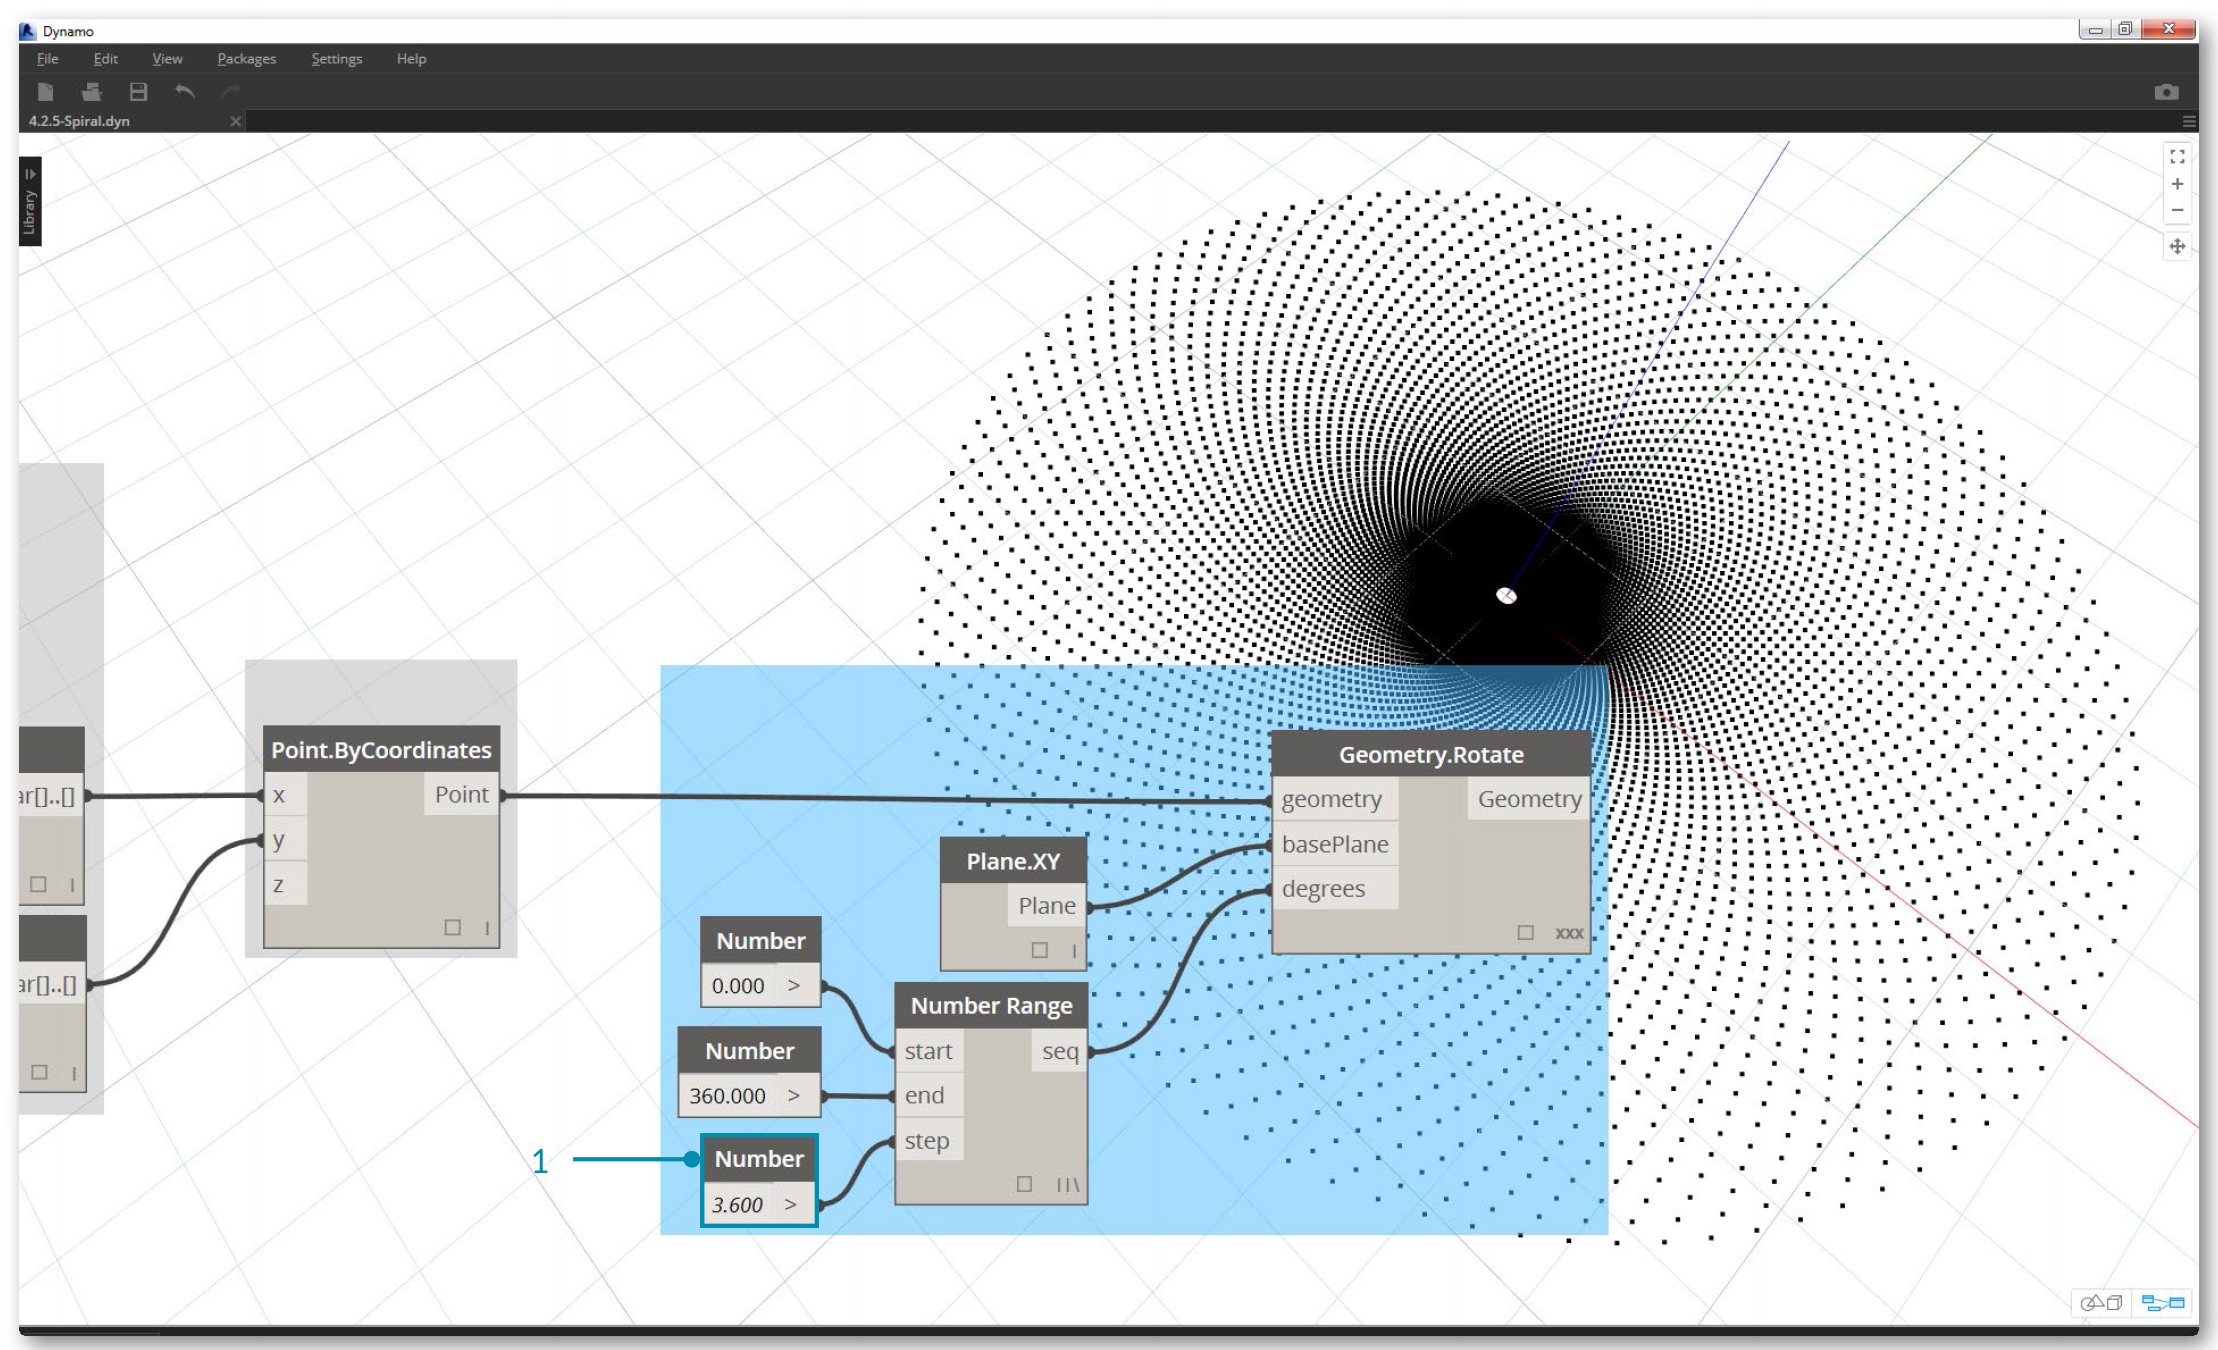 Dynamo
File Edit View Packages Settings Help
4.2.5-Spiral.dyn
Library
ar[]..[]
ar[]..[]
Point.ByCoordinates
x Point
y
z
Geometry.Rotate
geometry Geometry
basePlane
degrees
xxx
Plane.XY
Plane
Number
0.000 >
Number
360.000 >
1
Number
3.600 >
Number Range
start seq
end
step